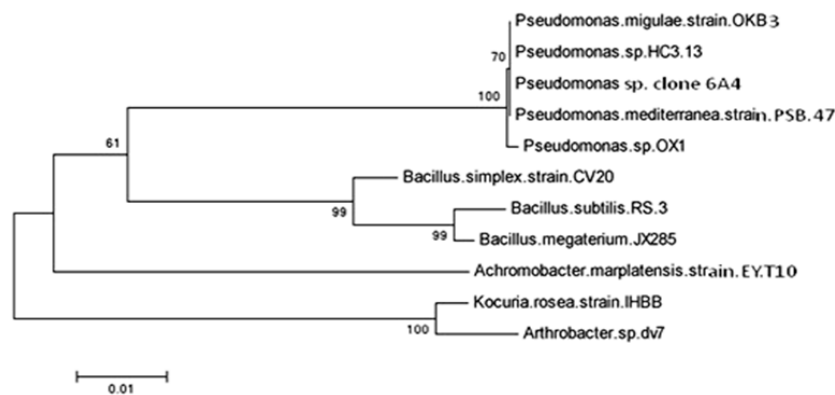 Pseudomonas.migulae.strain.OKB3
70
Pseudomonas.sp.HC3.13
Pseudomonas sp. clone 6A4
100
Pseudomonas.mediterranea.strain.PSB.47
61
Pseudomonas.sp.OX1
Bacillus.simplex.strain.CV20
99
Bacillus.subtilis.RS.3
99
Bacillus.megaterium.JX285
Achromobacter.marplatensis.strain.EY.T10
Kocuria.rosea.strain.IHBB
100
Arthrobacter.sp.dv7
0.01